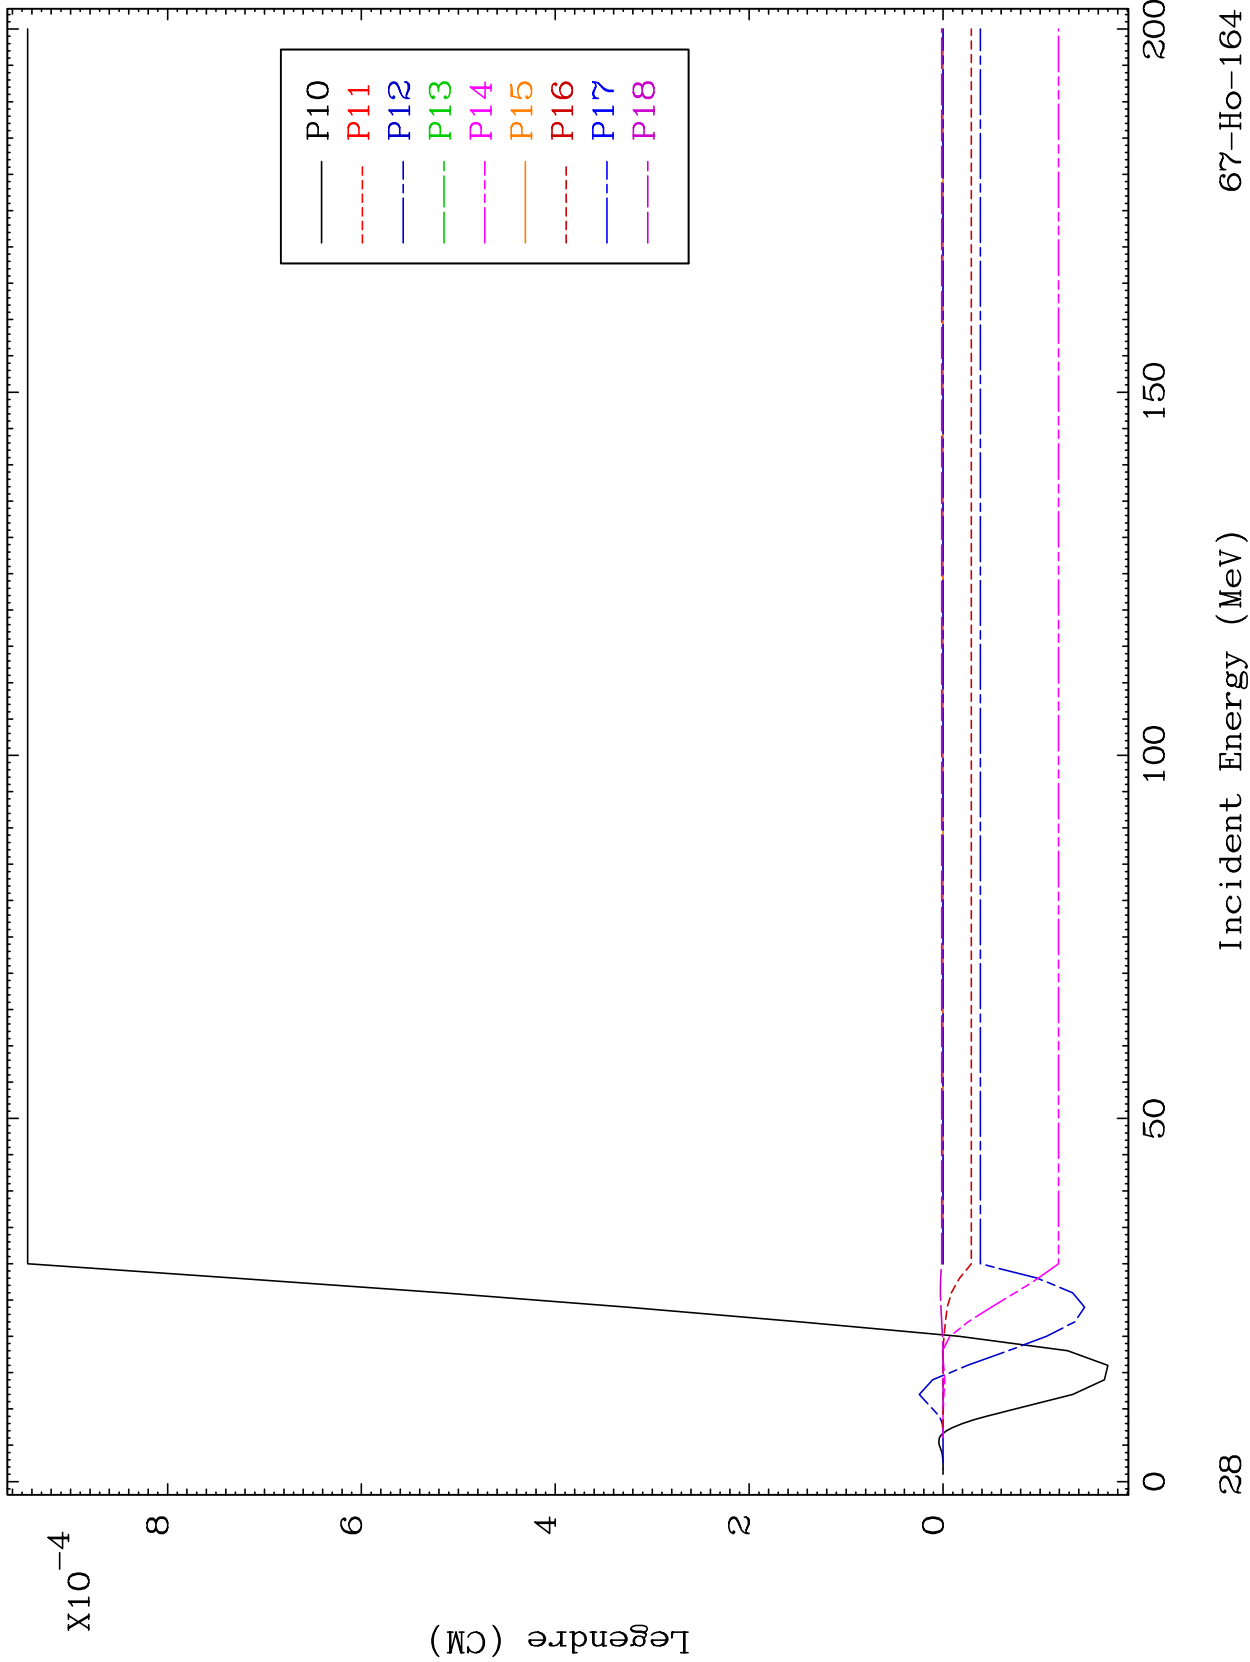 X10-4
8
6
4
2
0
Legendre (CM)
P10
P11
P12
P13
P14
P15
P16
P17
P18
0
50
100
150
200
Incident Energy (MeV)
28
67-Ho-164